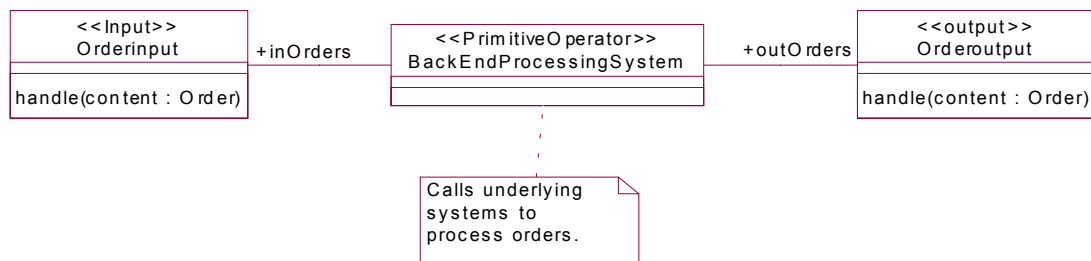 <<Input>>
Orderinput
handle(content : Order)
+inOrders
<<PrimitiveOperator>>
BackEndProcessingSystem
+outOrders
<<output>>
Orderoutput
handle(content : Order)
Calls underlying
systems to
process orders.